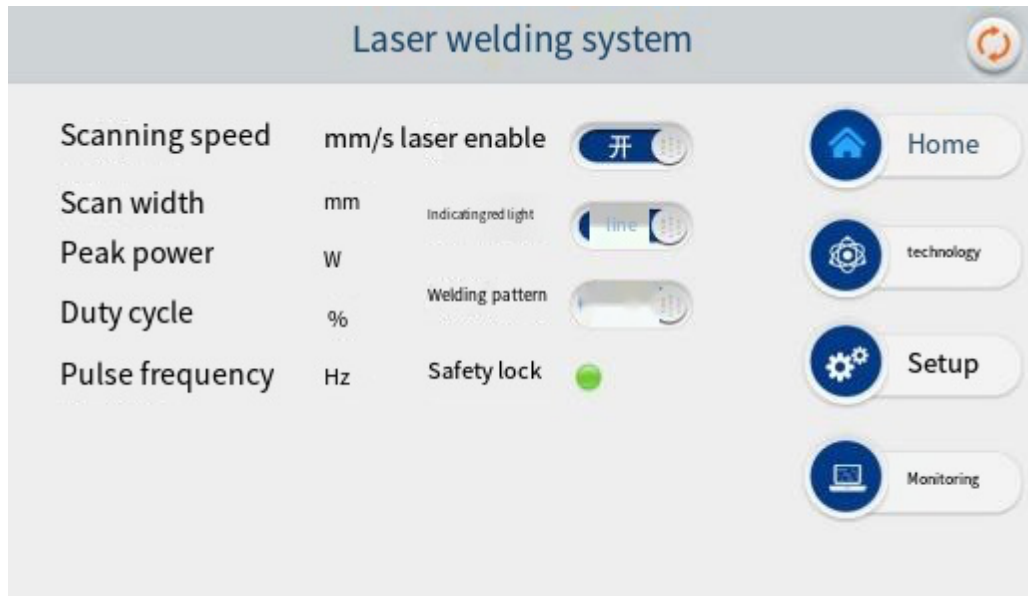 Laser welding system
Scanning speed mm/s laser enable 开 Home
Scan width mm Indicatingred light line
Peak power W technology
Duty cycle % Welding pattern
Pulse frequency Hz Safety lock Setup
Monitoring